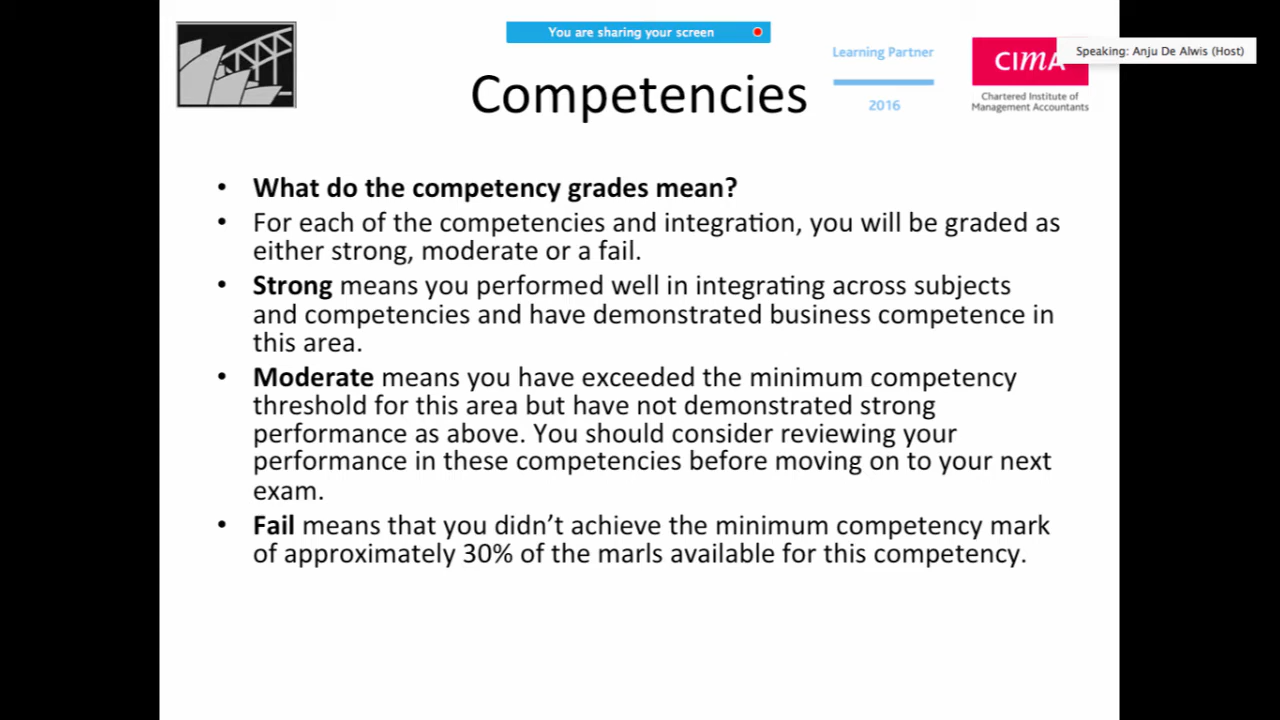 You are sharing your screen
Speaking: Anju De Alwis (Host)
Learning Partner
2016
CIMA
Chartered Institute of
Management Accountants
Competencies
• What do the competency grades mean?
• For each of the competencies and integration, you will be graded as
either strong, moderate or a fail.
• Strong means you performed well in integrating across subjects
and competencies and have demonstrated business competence in
this area.
• Moderate means you have exceeded the minimum competency
threshold for this area but have not demonstrated strong
performance as above. You should consider reviewing your
performance in these competencies before moving on to your next
exam.
• Fail means that you didn’t achieve the minimum competency mark
of approximately 30% of the marls available for this competency.